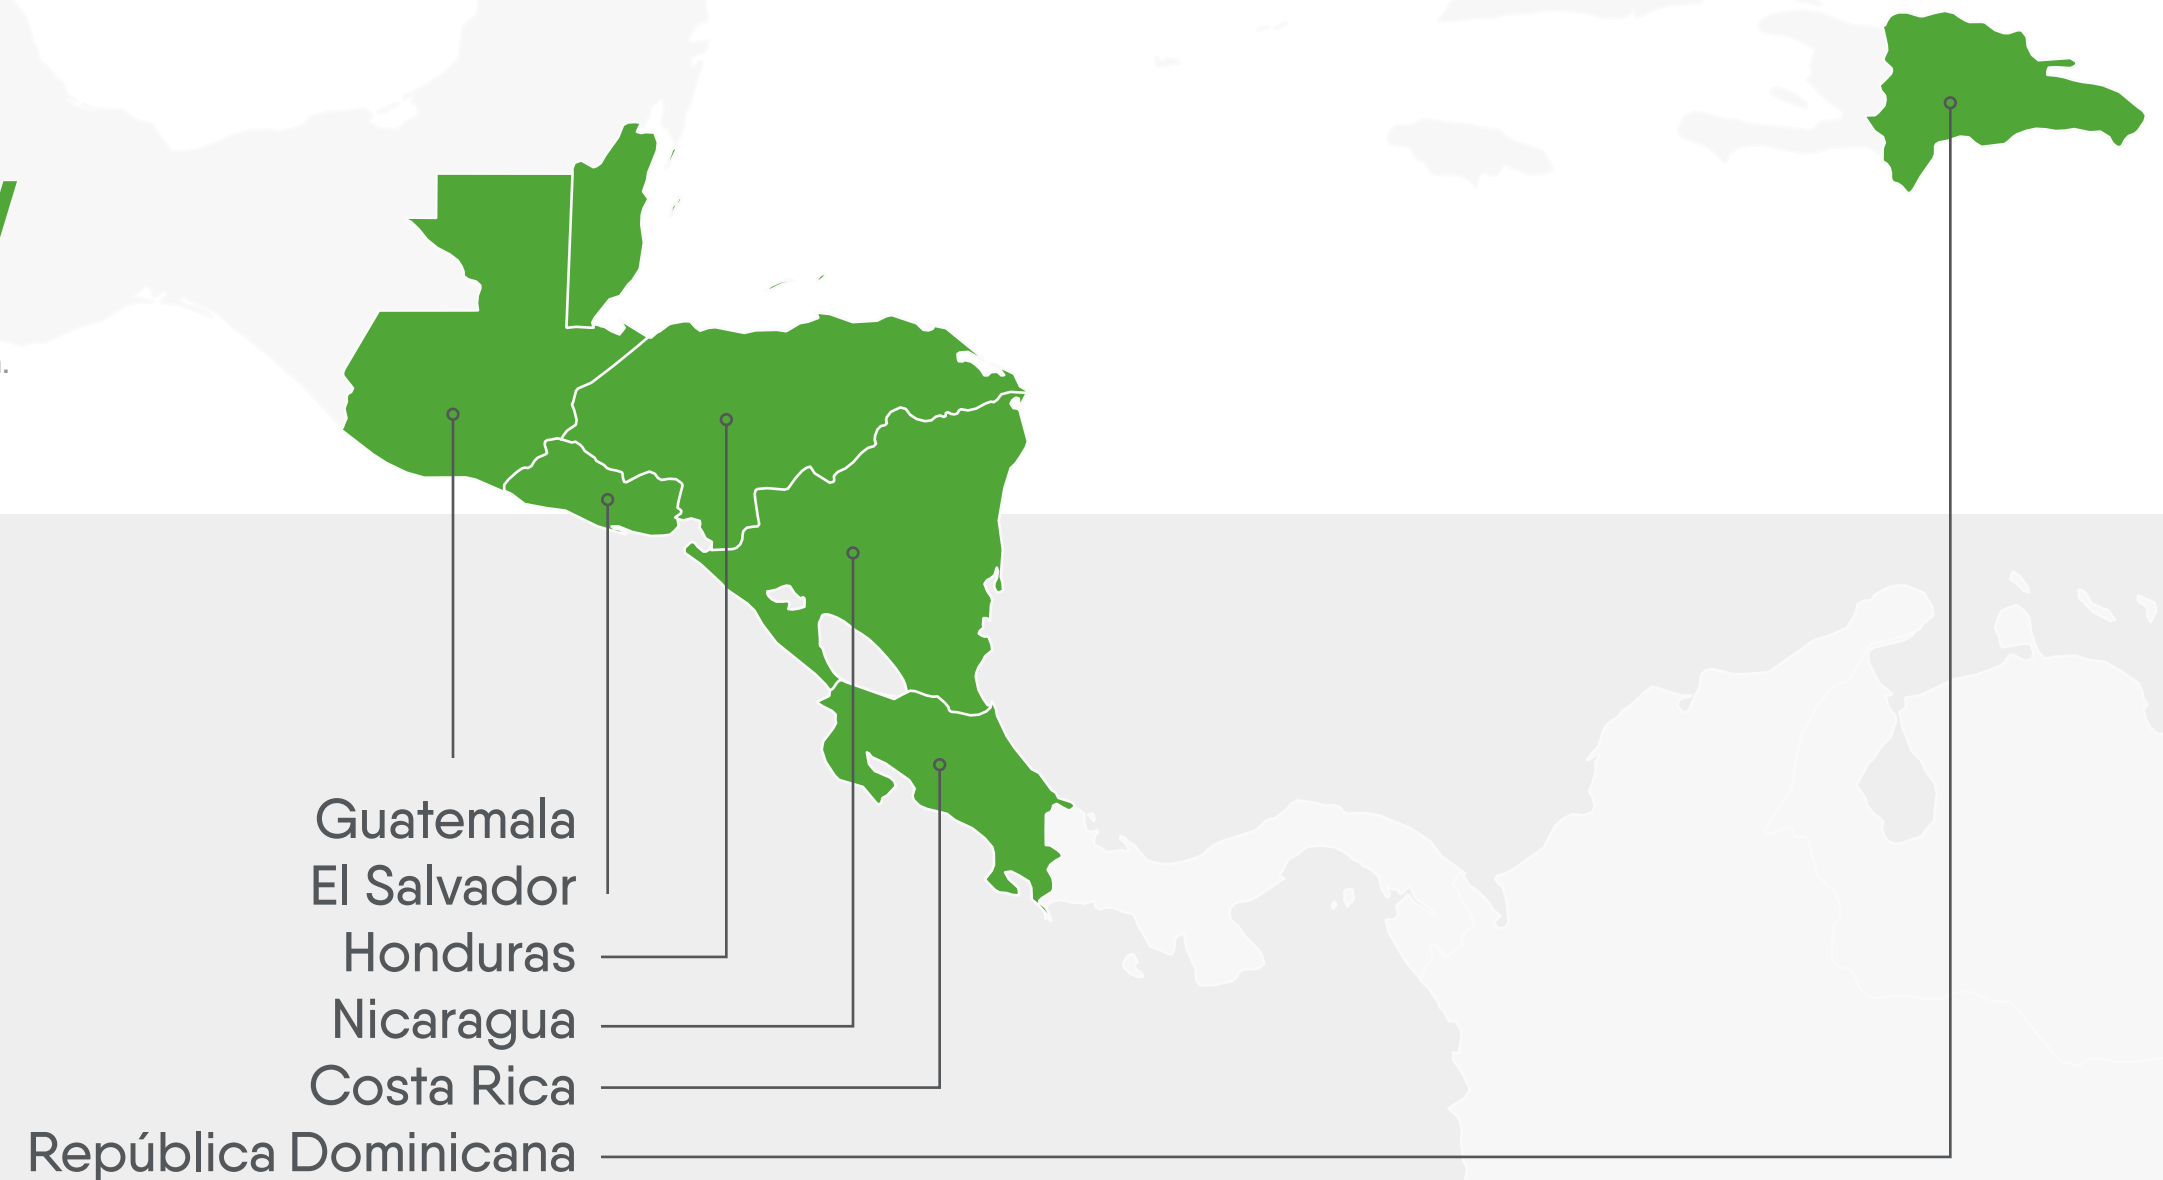 Guatemala
El Salvador
Honduras
Nicaragua
Costa Rica
República Dominicana